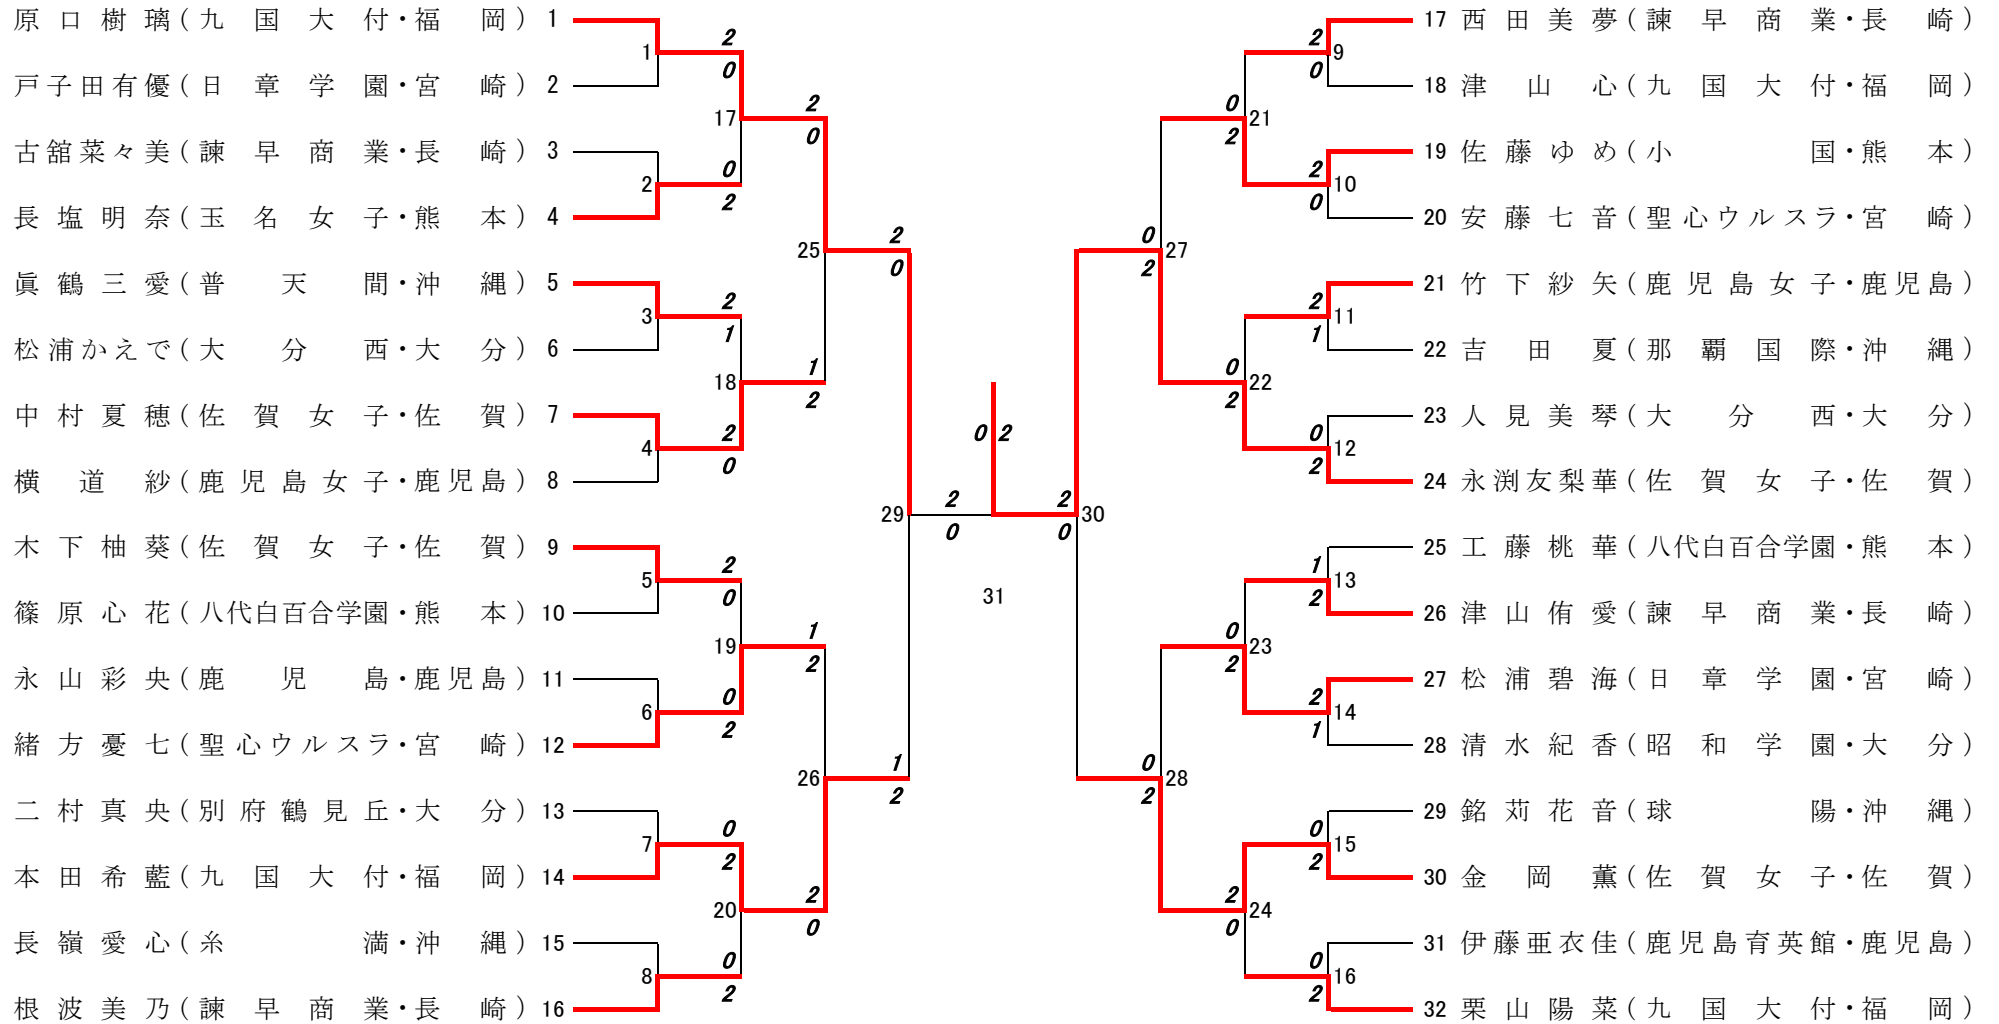 原口樹璃(九国大付・福岡) 1
戸子田有優(日章学園・宮崎) 2
古舘菜々美(諫早商業・長崎) 3
長塩明奈(玉名女子・熊本) 4
眞鶴三愛(普天間・沖縄) 5
松浦かえで(大分西・大分) 6
中村夏穂(佐賀女子・佐賀) 7
横道紗(鹿児島女子・鹿児島) 8
木下柚葵(佐賀女子・佐賀) 9
篠原心花(八代白百合学園・熊本) 10
永山彩央(鹿児島・鹿児島) 11
緒方憂七(聖心ウルスラ・宮崎) 12
二村真央(別府鶴見丘・大分) 13
本田希藍(九国大付・福岡) 14
長嶺愛心(糸満・沖縄) 15
根波美乃(諫早商業・長崎) 16
1 2 0
2 0 2
3 2 1
4 2 0
5 2 0
6 0 2
7 0 2
8 0 2
17 2 0
18 1 2
19 1 2
20 2 0
25 2 0
26 1 2
29 2 0
0 2
31
2 0 30
0 2 27
0 2 28
0 2 21
0 2 22
0 2 23
2 0 24
2 0 9
2 0 10
2 1 11
0 2 12
1 2 13
2 1 14
0 2 15
0 2 16
17 西田美夢(諫早商業・長崎)
18 津山心(九国大付・福岡)
19 佐藤ゆめ(小国・熊本)
20 安藤七音(聖心ウルスラ・宮崎)
21 竹下紗矢(鹿児島女子・鹿児島)
22 吉田夏(那覇国際・沖縄)
23 人見美琴(大分西・大分)
24 永渕友梨華(佐賀女子・佐賀)
25 工藤桃華(八代白百合学園・熊本)
26 津山侑愛(諫早商業・長崎)
27 松浦碧海(日章学園・宮崎)
28 清水紀香(昭和学園・大分)
29 銘苅花音(球陽・沖縄)
30 金岡薫(佐賀女子・佐賀)
31 伊藤亜衣佳(鹿児島育英館・鹿児島)
32 栗山陽菜(九国大付・福岡)